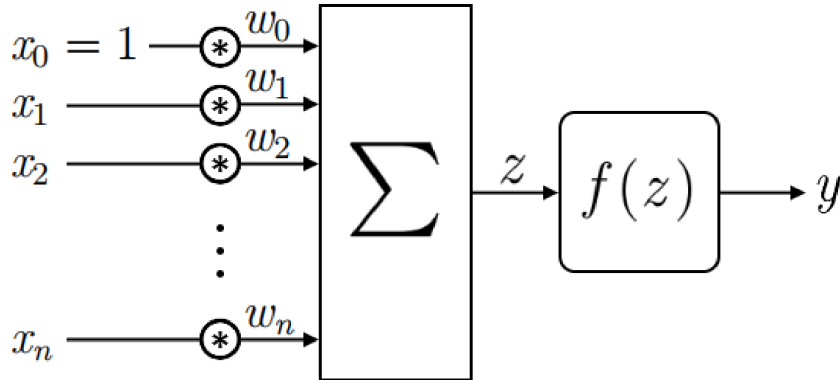 x₀ = 1 * w₀
x₁ * w₁
x₂ * w₂
∑ z f(z) y
⋮
xₙ * wₙ